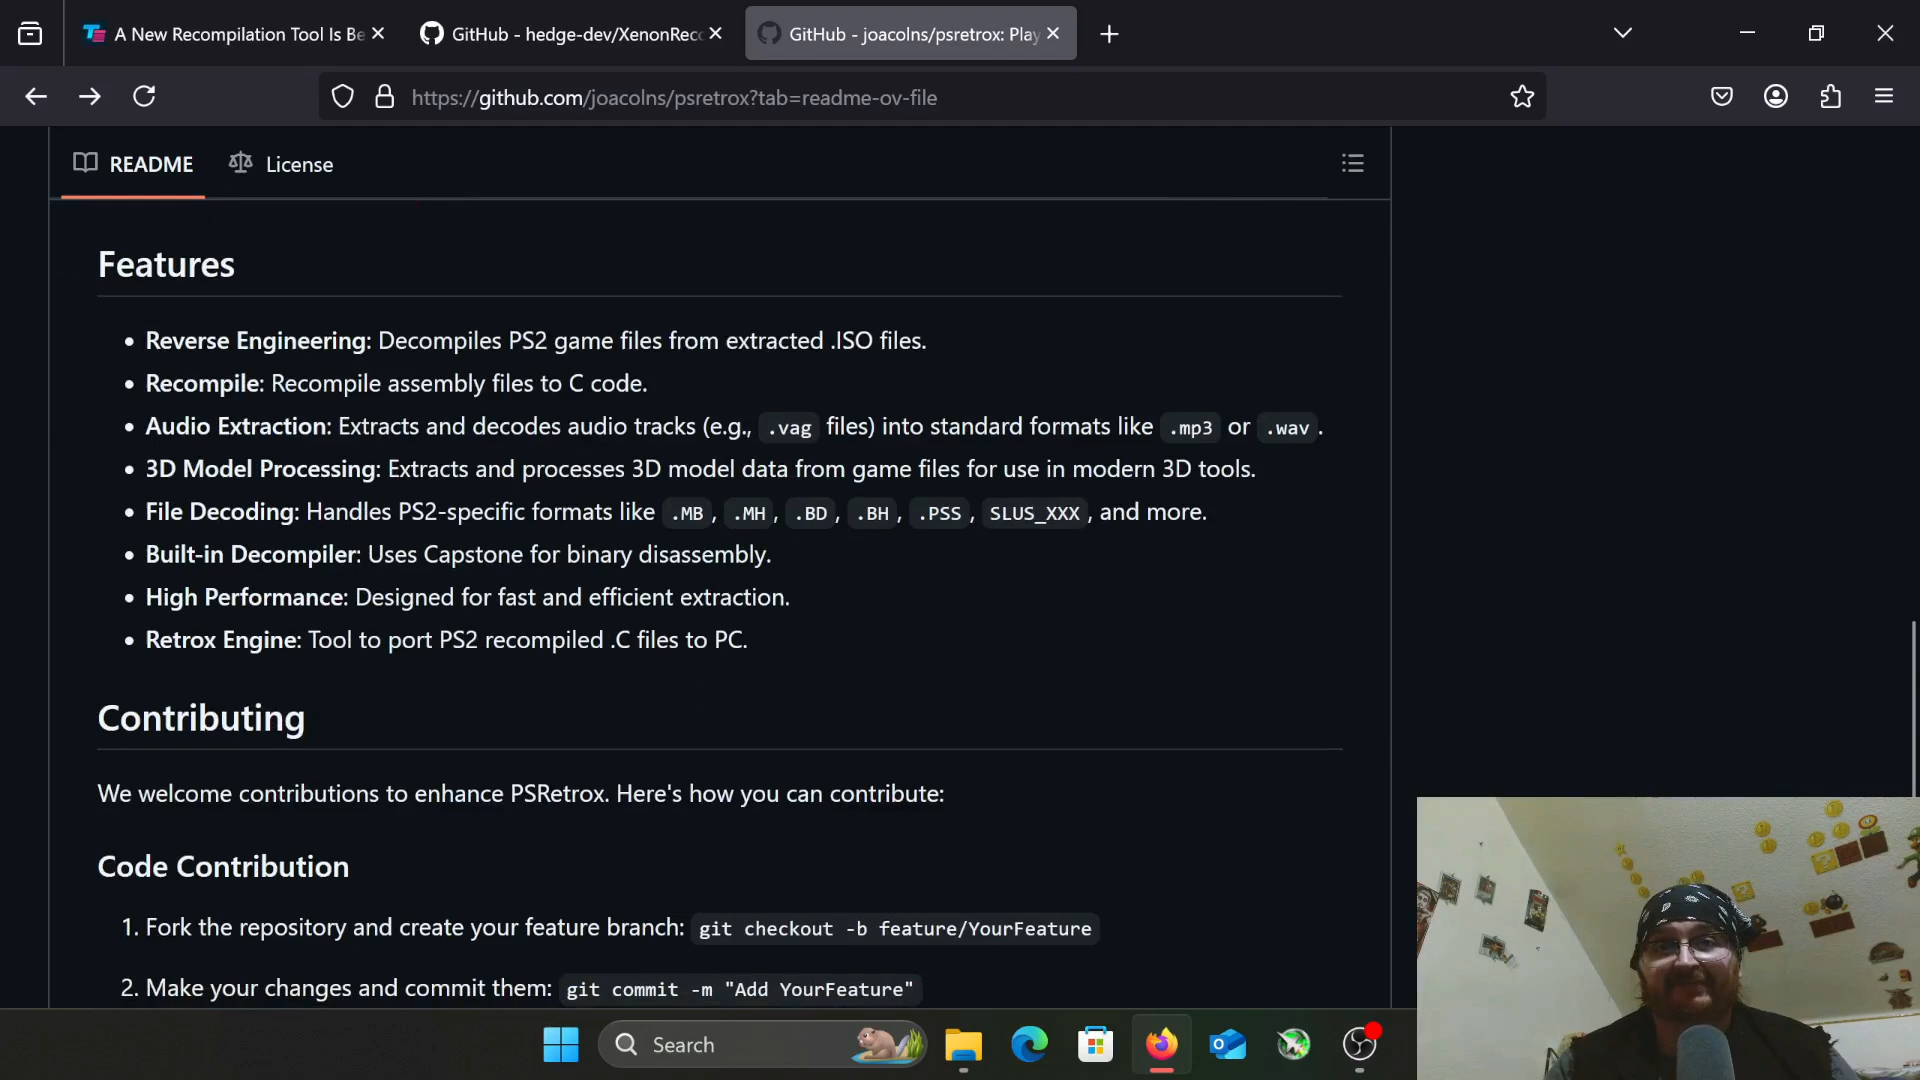 A New Recompilation Tool Is Be
GitHub - hedge-dev/XenonRec
GitHub - joacolns/psretrox: Play
https://github.com/joacolns/psretrox?tab=readme-ov-file
README
License
Features
• Reverse Engineering: Decompiles PS2 game files from extracted .ISO files.
• Recompile: Recompile assembly files to C code.
• Audio Extraction: Extracts and decodes audio tracks (e.g., .vag files) into standard formats like .mp3 or .wav.
• 3D Model Processing: Extracts and processes 3D model data from game files for use in modern 3D tools.
• File Decoding: Handles PS2-specific formats like .MB, .MH, .BD, .BH, .PSS, SLUS_XXX, and more.
• Built-in Decompiler: Uses Capstone for binary disassembly.
• High Performance: Designed for fast and efficient extraction.
• Retrox Engine: Tool to port PS2 recompiled .C files to PC.
Contributing
We welcome contributions to enhance PSRetrox. Here's how you can contribute:
Code Contribution
1. Fork the repository and create your feature branch: git checkout -b feature/YourFeature
2. Make your changes and commit them: git commit -m "Add YourFeature"
Search